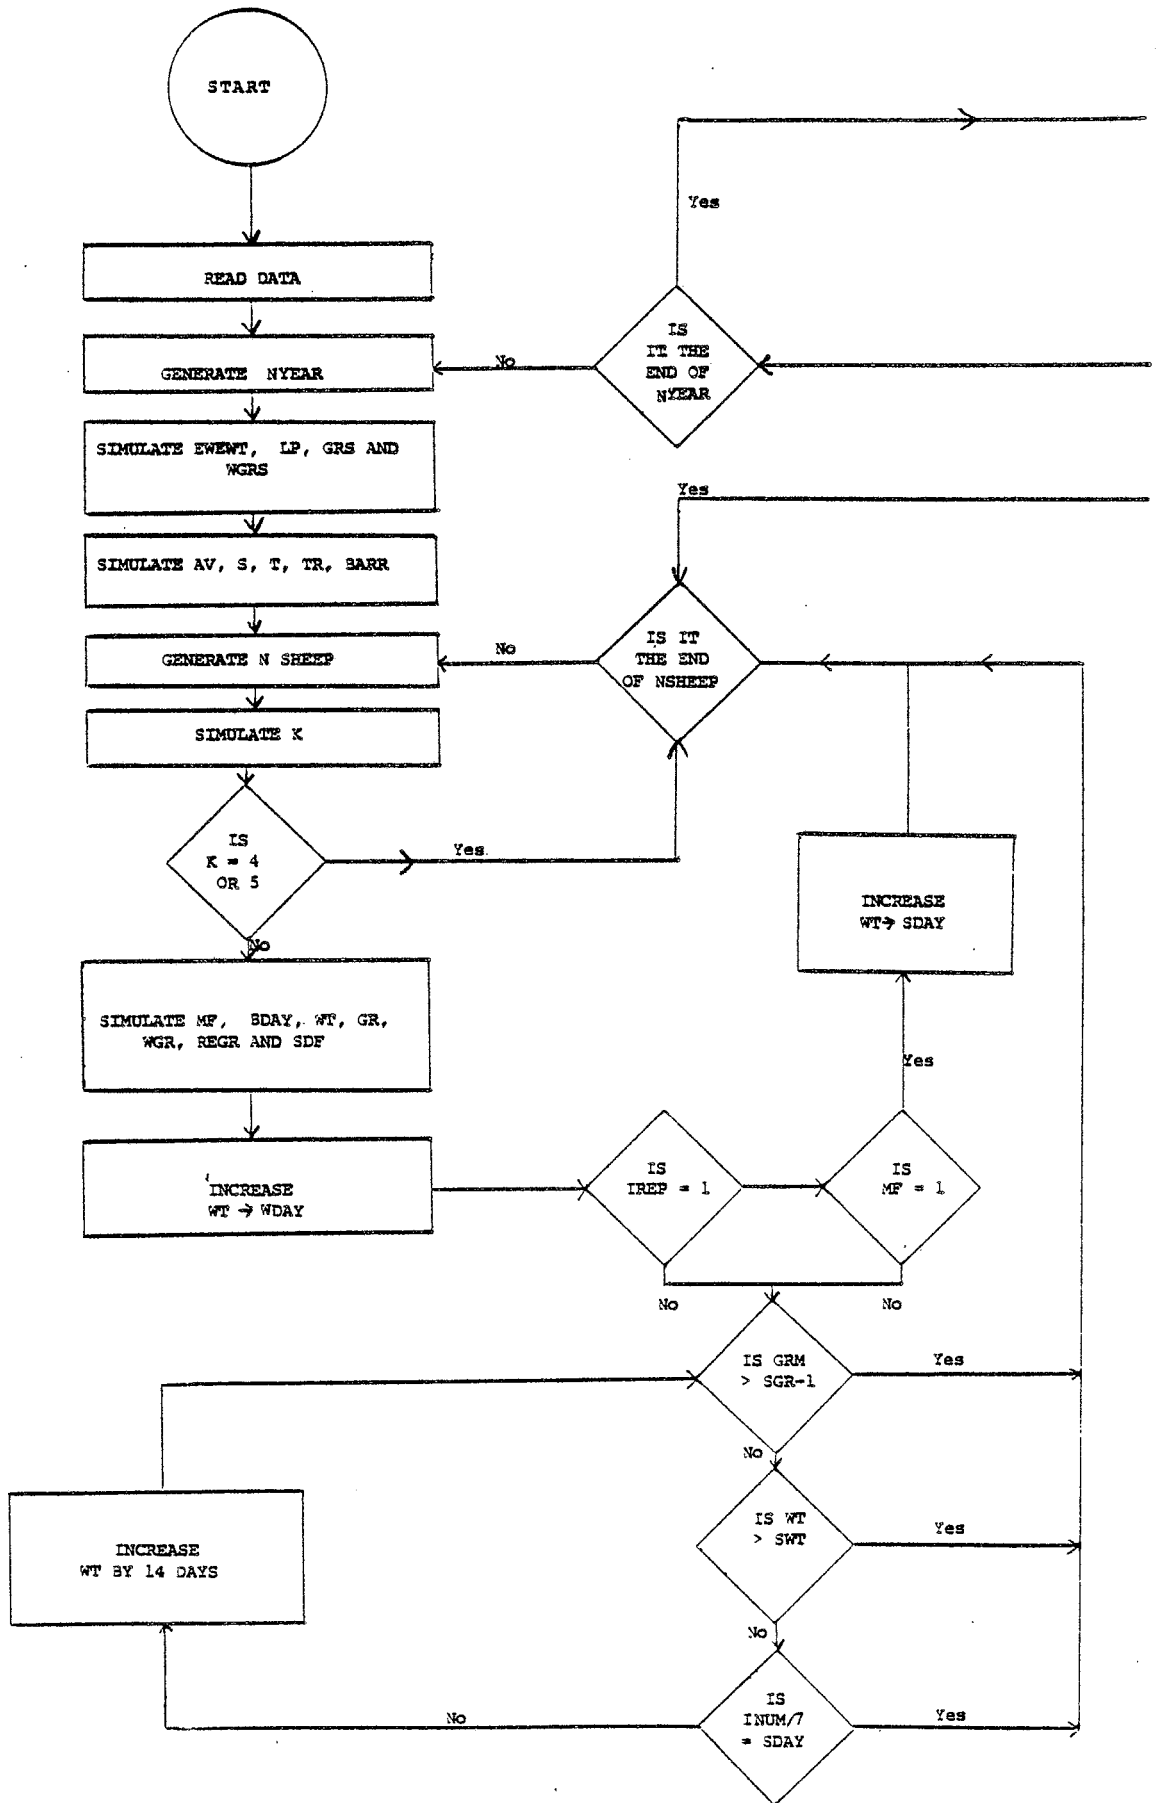 START
Yes
READ DATA
IS
IT THE
END OF
NYEAR
No
GENERATE NYEAR
SIMULATE EWEWT, LP, GRS AND
WGRS
Yes
SIMULATE AV, S, T, TR, BARR
IS IT
THE END
OF NSHEEP
No
GENERATE N SHEEP
SIMULATE K
IS
K = 4
OR 5
Yes
No
INCREASE
WT→ SDAY
SIMULATE MF, BDAY, WT, GR,
WGR, REGR AND SDF
Yes
INCREASE
WT → WDAY
IS
IREP = 1
IS
MF = 1
No
No
IS GRM
> SGR-1
Yes
No
IS WT
> SWT
Yes
INCREASE
WT BY 14 DAYS
No
IS
INUM/7
= SDAY
No
Yes